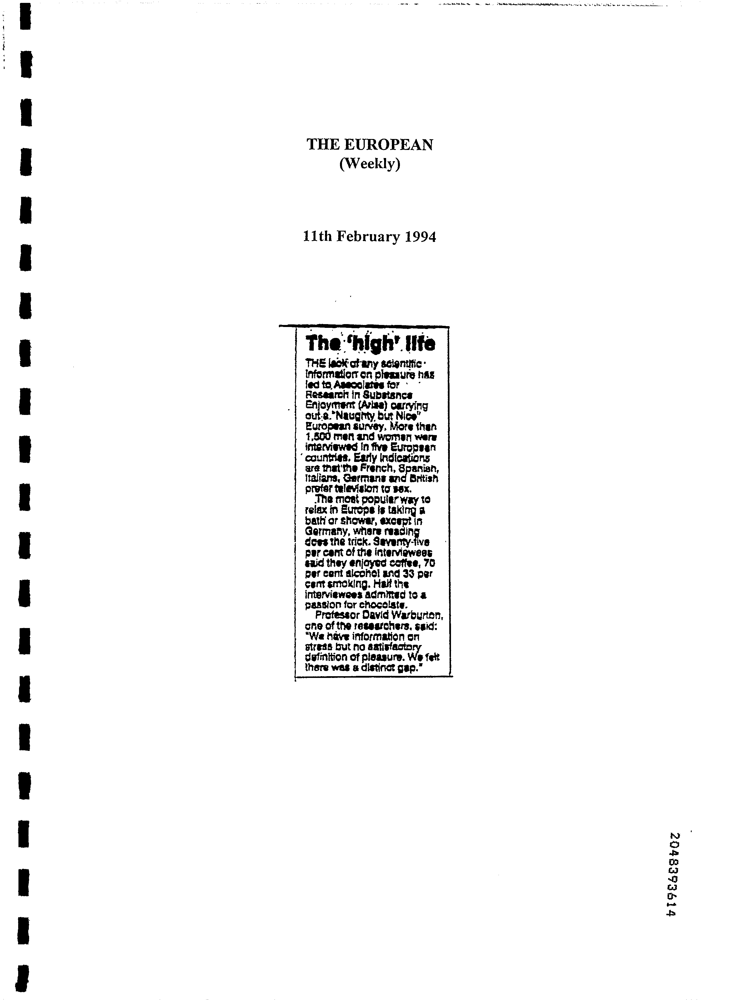 THE EUROPEAN
(Weekly)
11th February 1994
The 'high' life
THE lack of any scientific
information on pleasure has
led to Associates for
Research in Substance
Enjoyment (Arise) carrying
out a "Naughty but Nice"
European survey. More than
1,500 men and women were
interviewed in five European
countries. Early indications
are that the French, Spanish,
Italians, Germans and British
prefer television to sex.
The most popular way to
relax in Europe is taking a
bath or shower, except in
Germany, where reading
does the trick. Seventy-five
per cent of the interviewees
said they enjoyed coffee, 70
per cent alcohol and 33 per
cent smoking. Half the
interviewees admitted to a
passion for chocolate.
Professor David Warburton,
one of the researchers, said:
"We have information on
stress but no satisfactory
definition of pleasure. We felt
there was a distinct gap."
2048393614